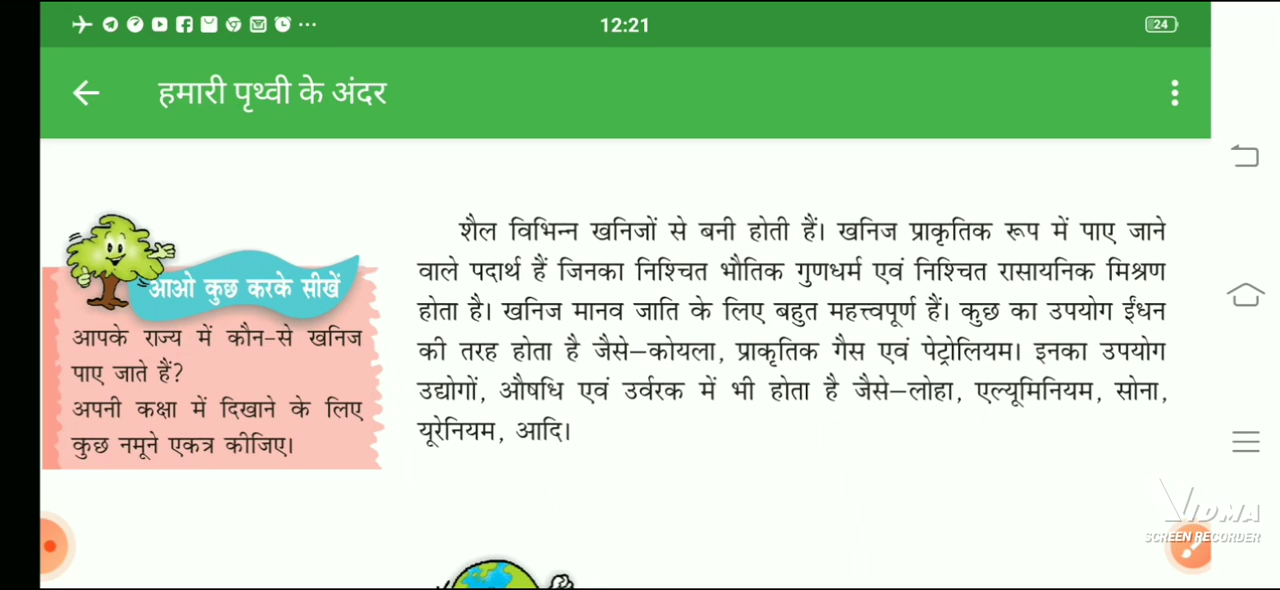 12:21
24
हमारी पृथ्वी के अंदर
आओ कुछ करके सीखें
आपके राज्य में कौन-से खनिज
पाए जाते हैं?
अपनी कक्षा में दिखाने के लिए
कुछ नमूने एकत्र कीजिए।
शैल विभिन्न खनिजों से बनी होती हैं। खनिज प्राकृतिक रूप में पाए जाने
वाले पदार्थ हैं जिनका निश्चित भौतिक गुणधर्म एवं निश्चित रासायनिक मिश्रण
होता है। खनिज मानव जाति के लिए बहुत महत्त्वपूर्ण हैं। कुछ का उपयोग ईंधन
की तरह होता है जैसे–कोयला, प्राकृतिक गैस एवं पेट्रोलियम। इनका उपयोग
उद्योगों, औषधि एवं उर्वरक में भी होता है जैसे–लोहा, एल्यूमिनियम, सोना,
यूरेनियम, आदि।
VIDMA
SCREEN RECORDER